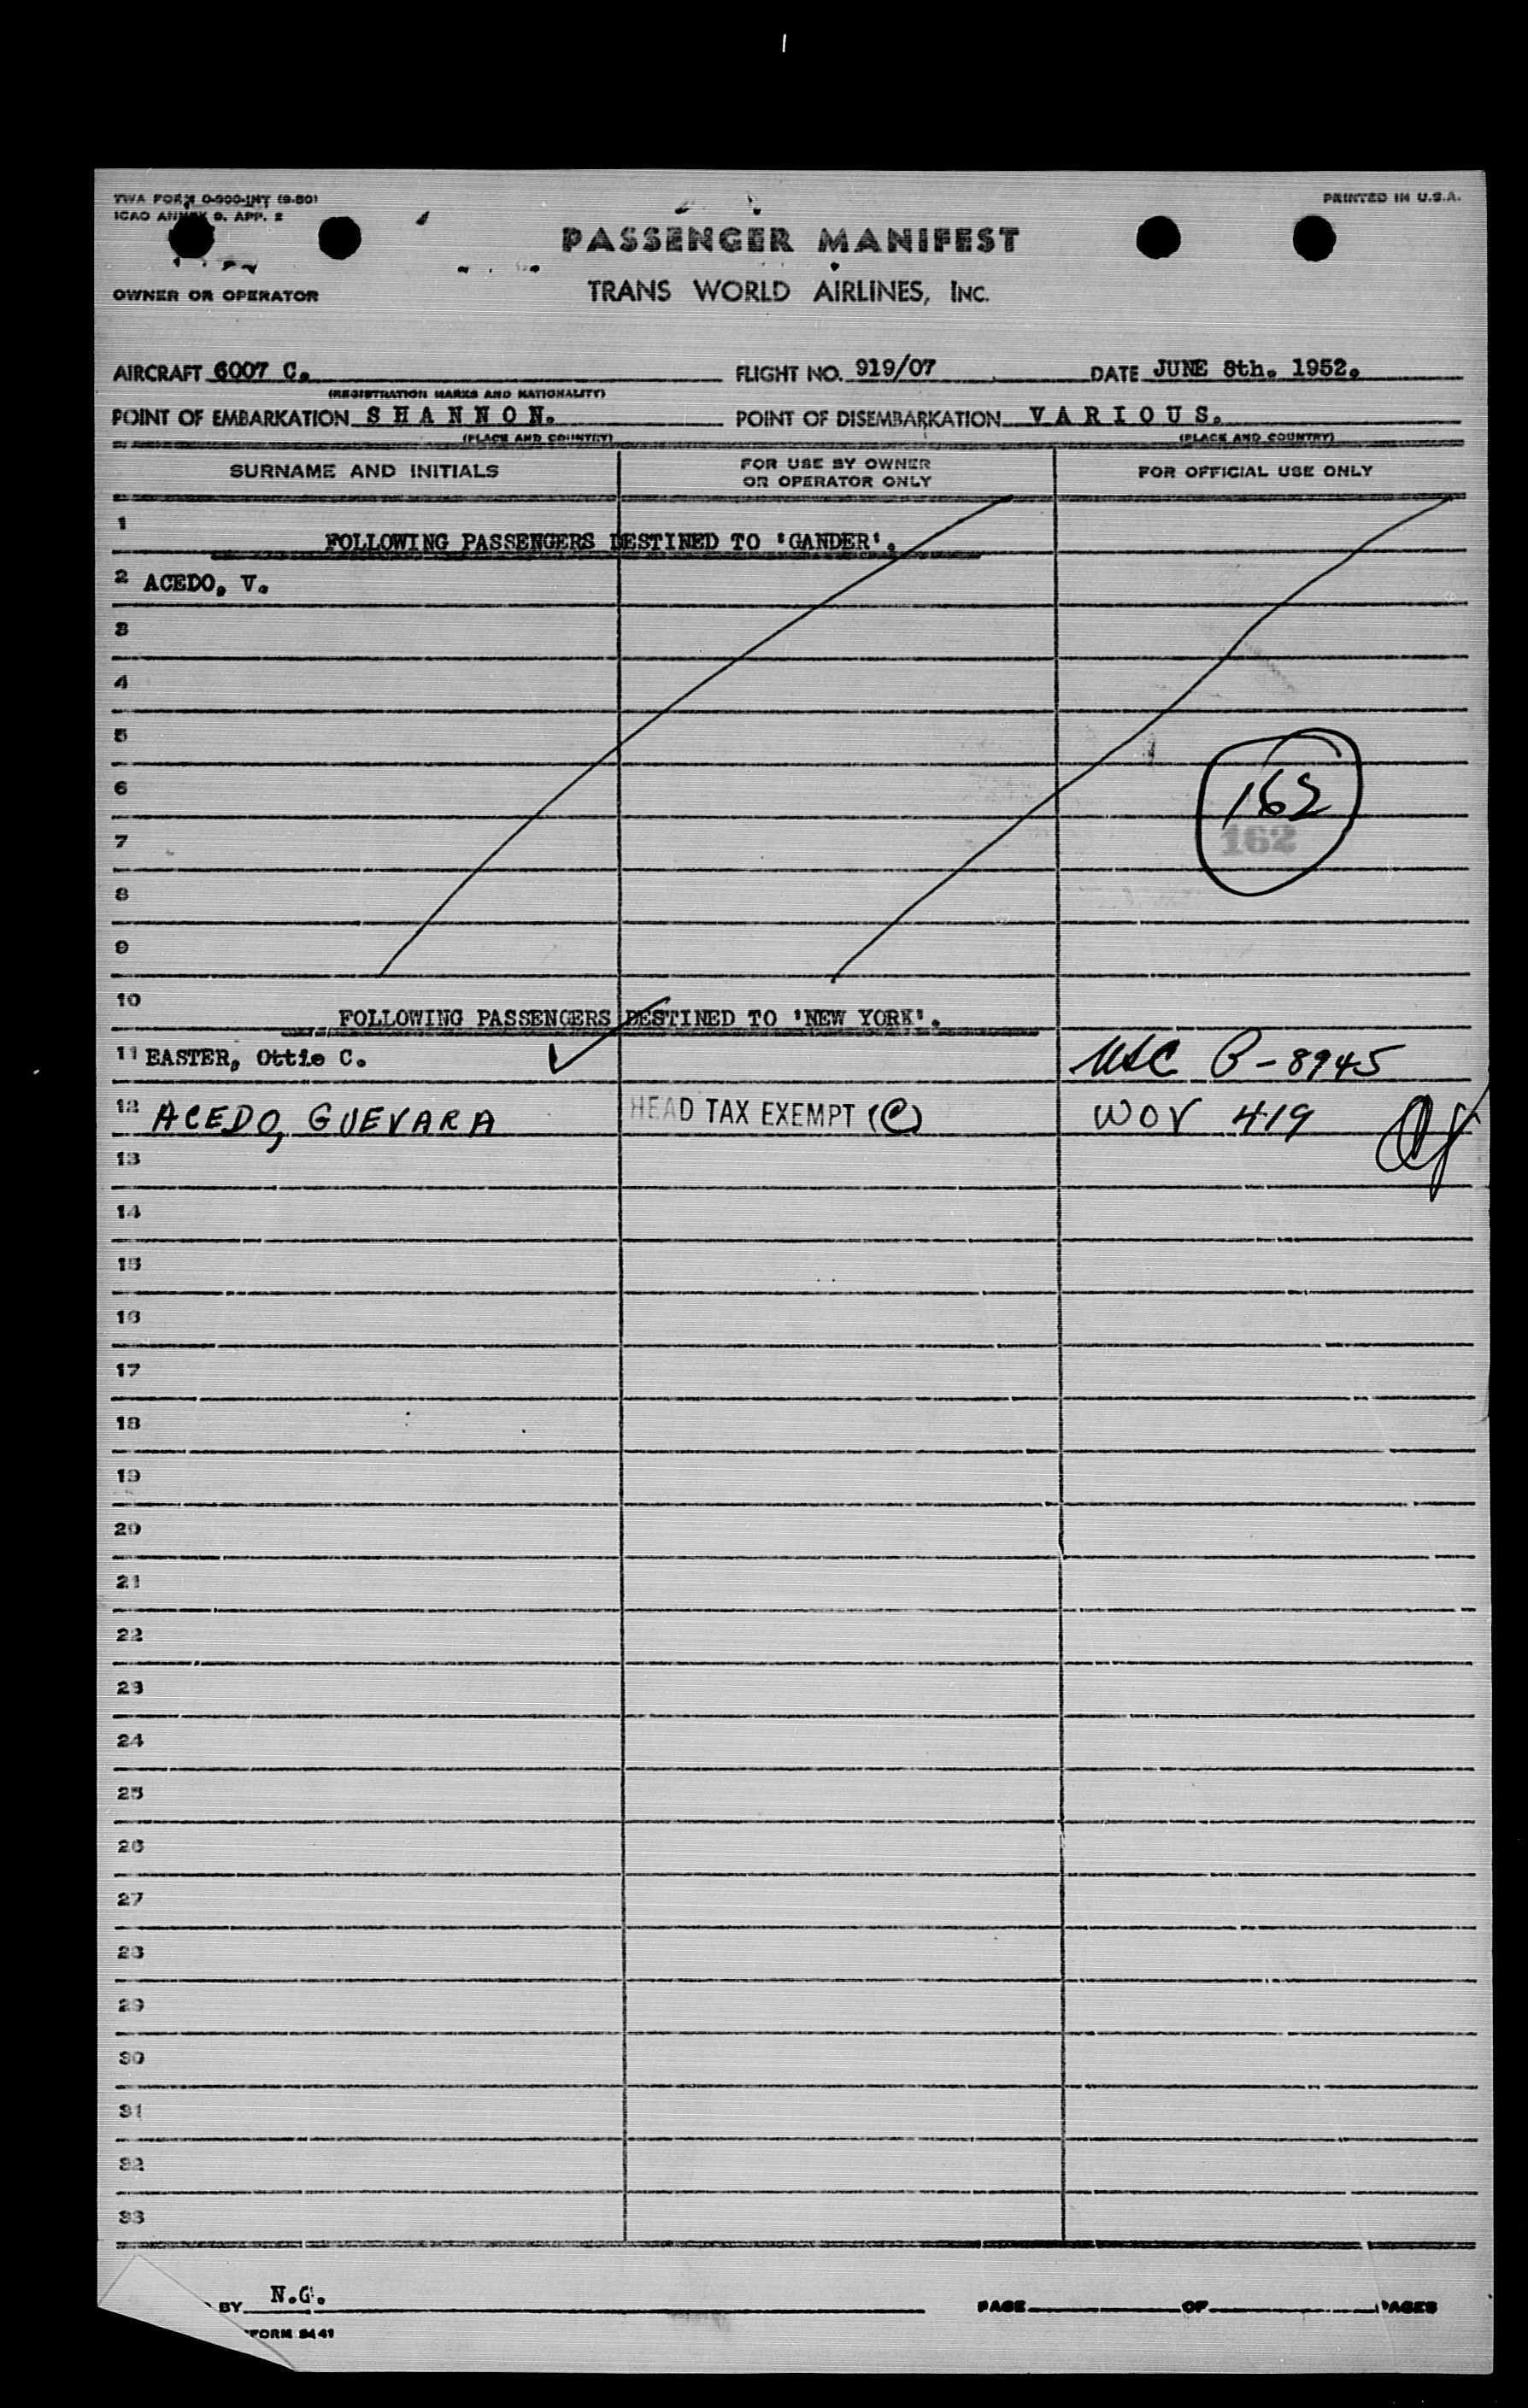 TWA FORM O-900-INT (9-50)
PRINTED IN U.S.A.
ICAO ANNEX 9, APP. 2
PASSENGER MANIFEST
OWNER OR OPERATOR
TRANS WORLD AIRLINES, INC.
AIRCRAFT 6007 C. FLIGHT NO. 919/07 DATE JUNE 8th. 1952.
(REGISTRATION MARKS AND NATIONALITY)
POINT OF EMBARKATION SHANNON. POINT OF DISEMBARKATION VARIOUS.
(PLACE AND COUNTRY) (PLACE AND COUNTRY)
SURNAME AND INITIALS FOR USE BY OWNER OR OPERATOR ONLY FOR OFFICIAL USE ONLY
1 FOLLOWING PASSENGERS DESTINED TO 'GANDER'.
2 ACEDO, V.
3
4
5
6 162
7 162
8
9
10 FOLLOWING PASSENGERS DESTINED TO 'NEW YORK'.
11 EASTER, Ottie C. USC B-8945
12 ACEDO, GUEVARA HEAD TAX EXEMPT (C) WOV 419
13
14
15
16
17
18
19
20
21
22
23
24
25
26
27
28
29
30
31
32
33
BY N.G. PAGE OF PAGES
FORM 8441